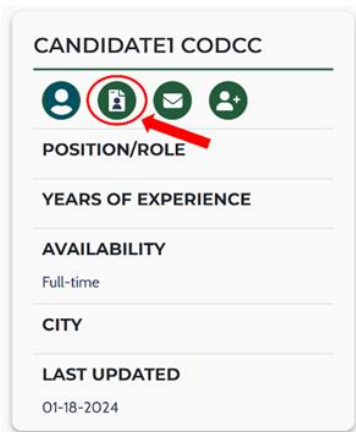 CANDIDATE1 CODCC
POSITION/ROLE
YEARS OF EXPERIENCE
AVAILABILITY
Full-time
CITY
LAST UPDATED
01-18-2024